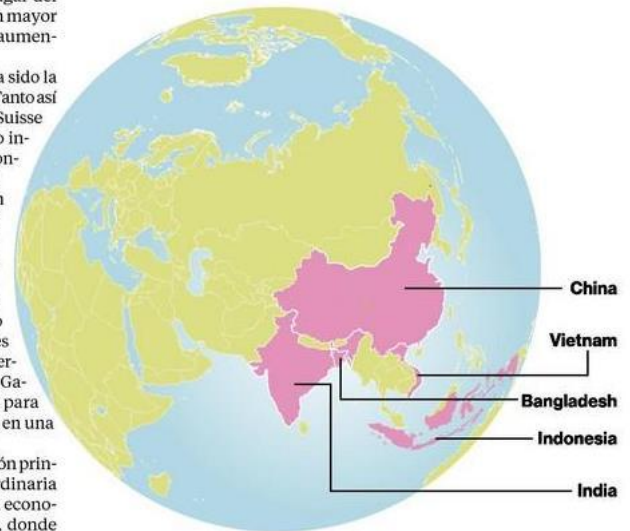 n mayor
aumen-
a sido la
Tanto así
Suisse
o in-
on-
n
o
es
er-
Ga-
para
en una
ón prin-
rdinaria
econo-
, donde
China
Vietnam
Bangladesh
Indonesia
India